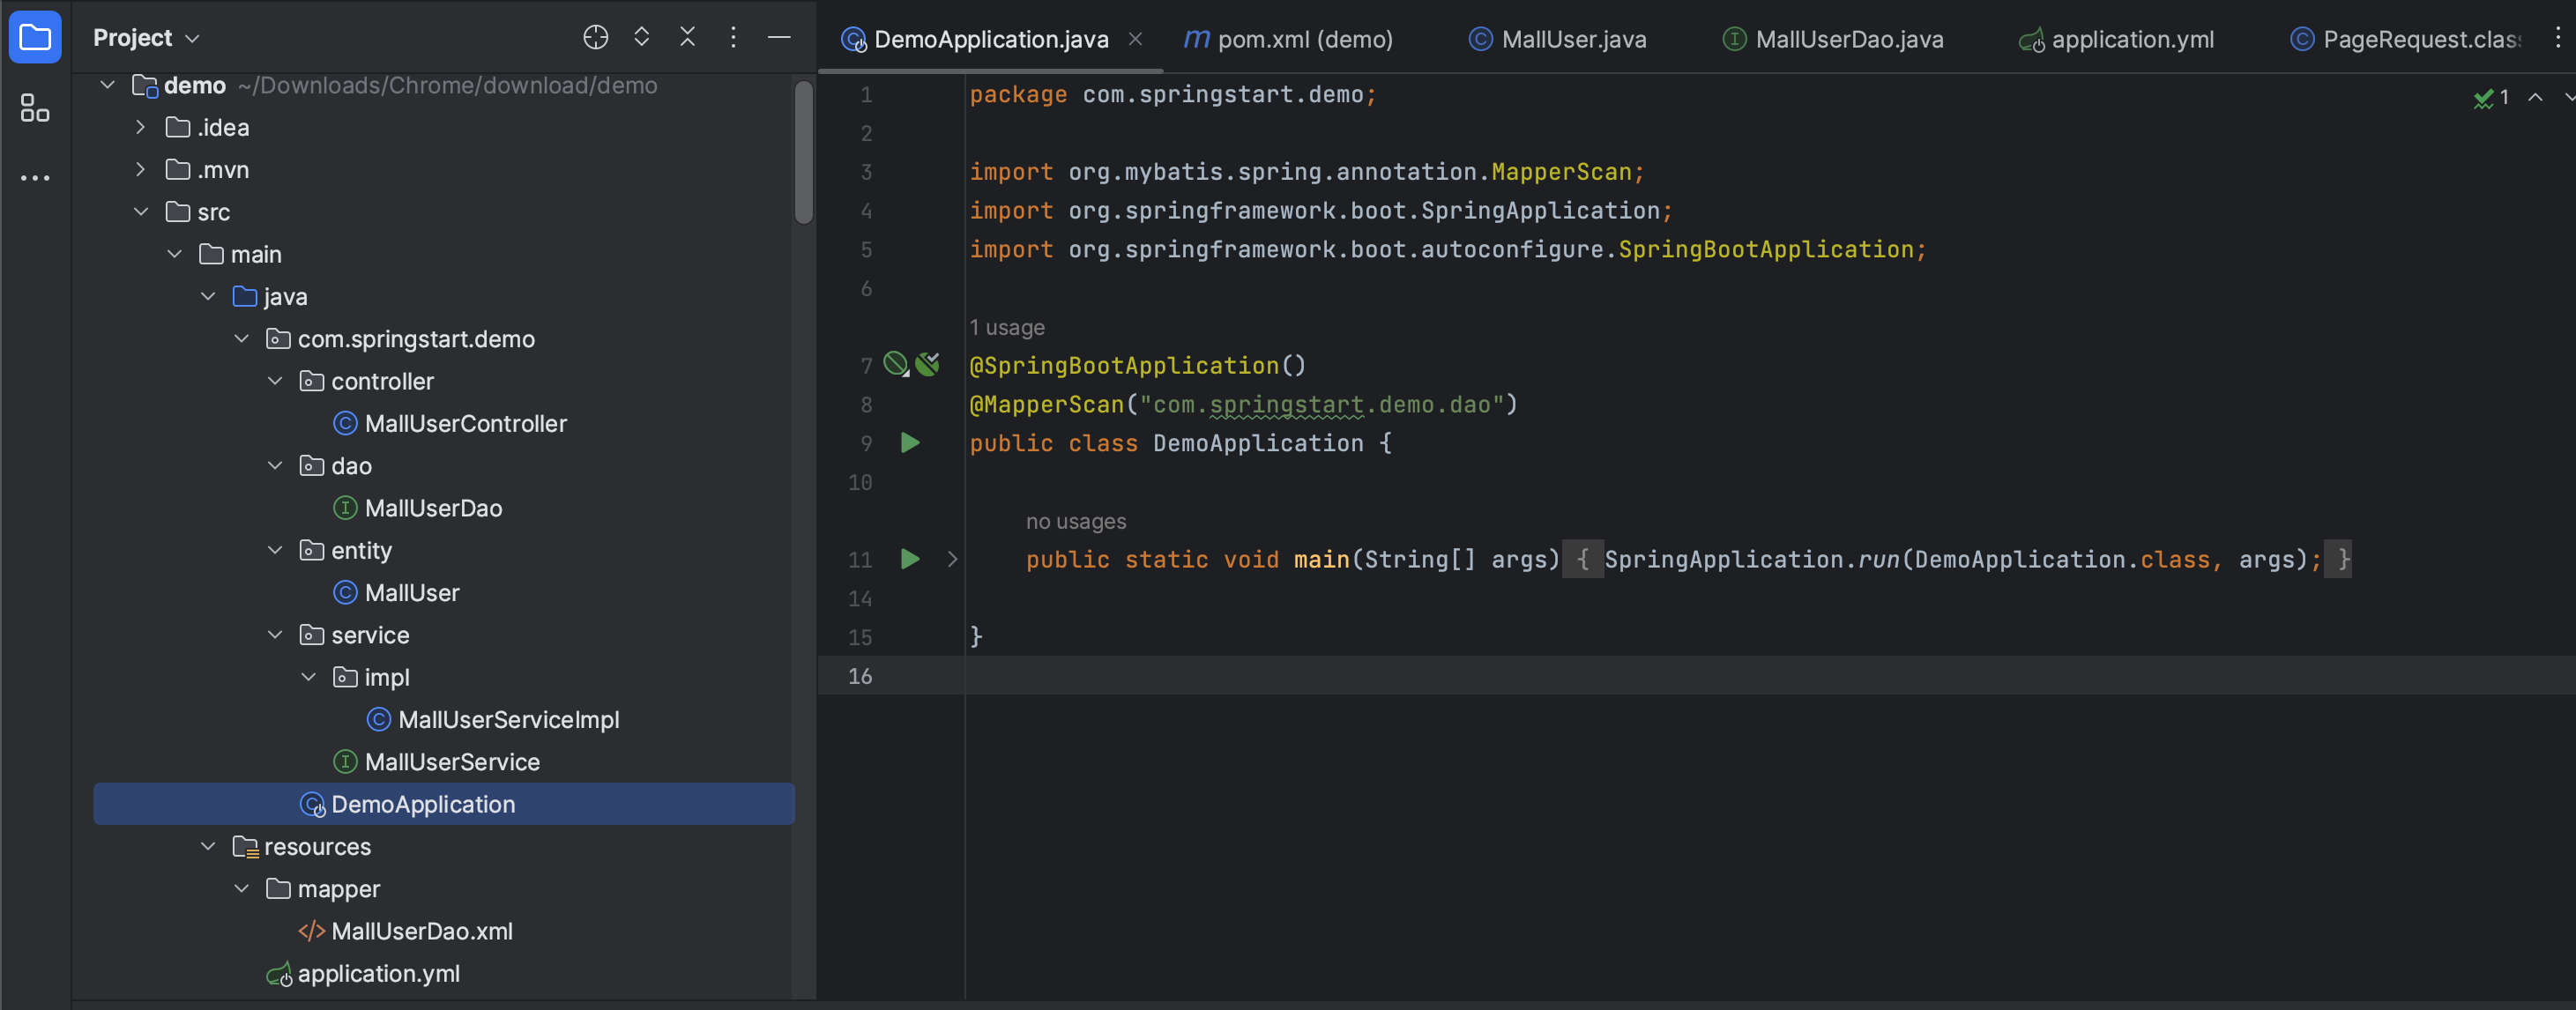 Project
demo ~/Downloads/Chrome/download/demo
.idea
.mvn
src
main
java
com.springstart.demo
controller
MallUserController
dao
MallUserDao
entity
MallUser
service
impl
MallUserServiceImpl
MallUserService
DemoApplication
resources
mapper
</> MallUserDao.xml
application.yml
DemoApplication.java
m pom.xml (demo)
MallUser.java
MallUserDao.java
application.yml
PageRequest.class
1
1 package com.springstart.demo;
2
3 import org.mybatis.spring.annotation.MapperScan;
4 import org.springframework.boot.SpringApplication;
5 import org.springframework.boot.autoconfigure.SpringBootApplication;
6
1 usage
7 @SpringBootApplication()
8 @MapperScan("com.springstart.demo.dao")
9 public class DemoApplication {
10
no usages
11 public static void main(String[] args) { SpringApplication.run(DemoApplication.class, args); }
14
15 }
16